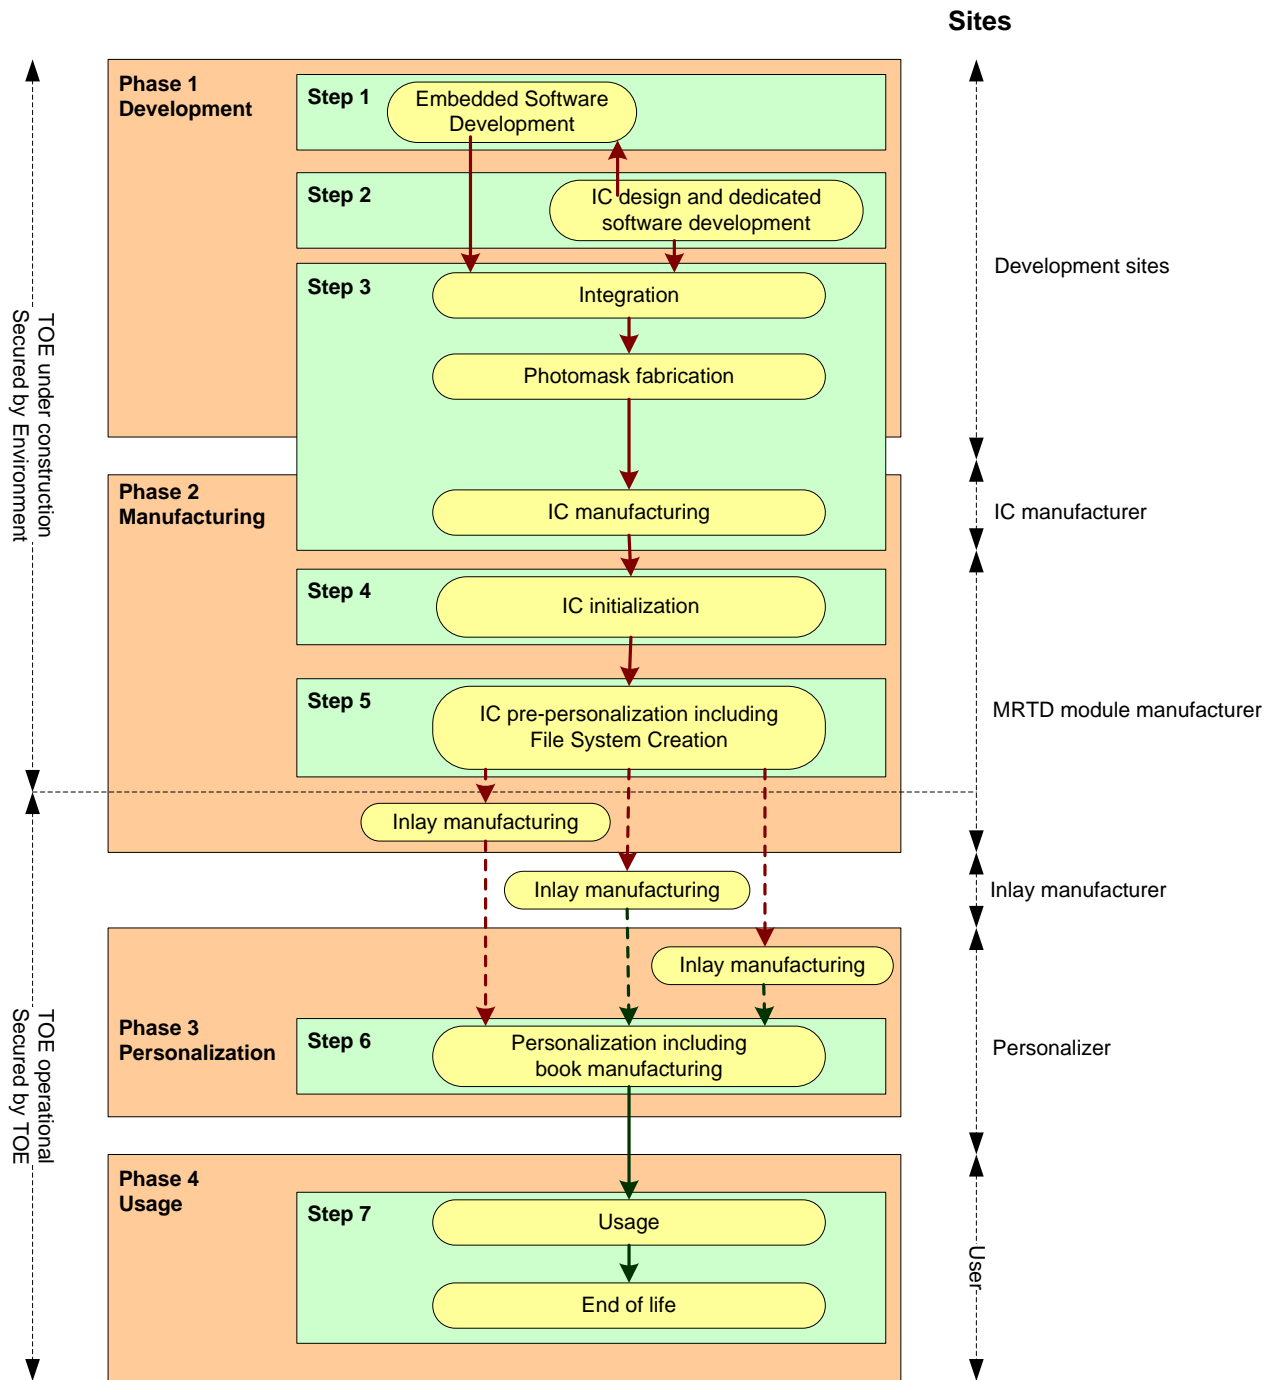 Sites
Phase 1
Development
Step 1
Embedded Software
Development
Step 2
IC design and dedicated
software development
Step 3
Integration
Photomask fabrication
Development sites
TOE under construction
Secured by Environment
Phase 2
Manufacturing
IC manufacturing
IC manufacturer
Step 4
IC initialization
Step 5
IC pre-personalization including
File System Creation
MRTD module manufacturer
Inlay manufacturing
Inlay manufacturing
Inlay manufacturer
Inlay manufacturing
Phase 3
Personalization
Step 6
Personalization including
book manufacturing
Personalizer
TOE operational
Secured by TOE
Phase 4
Usage
Step 7
Usage
End of life
User